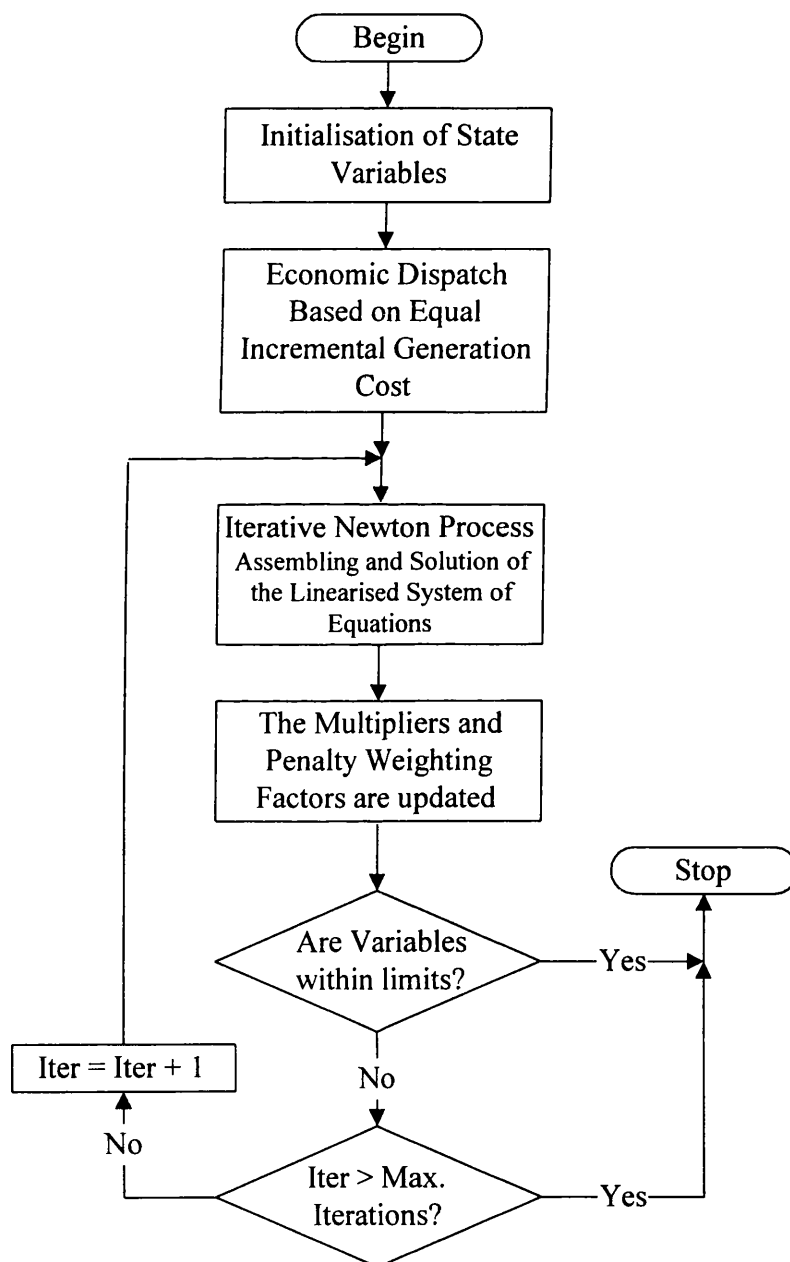 Begin
Initialisation of State
Variables
Economic Dispatch
Based on Equal
Incremental Generation
Cost
Iterative Newton Process
Assembling and Solution of
the Linearised System of
Equations
The Multipliers and
Penalty Weighting
Factors are updated
Stop
Are Variables
within limits?
Yes
Iter = Iter + 1
No
No
Iter > Max.
Iterations?
Yes